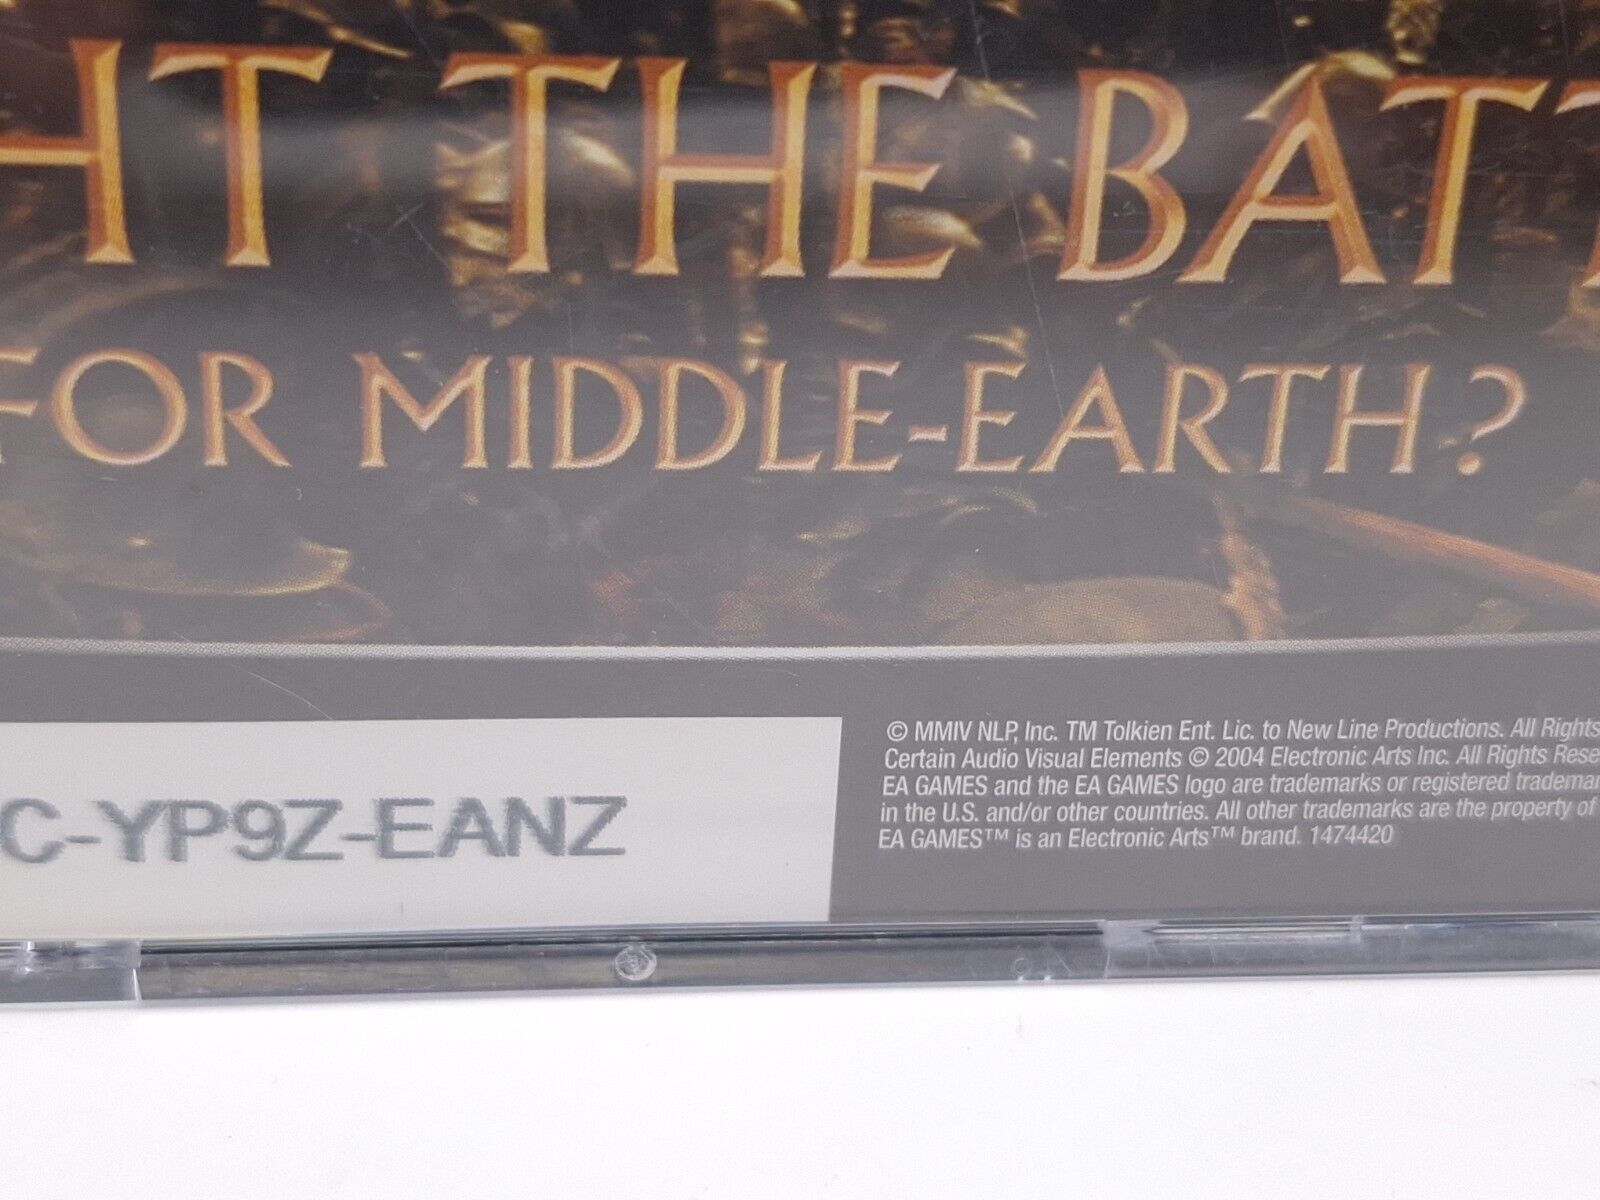 HT THE BATT
FOR MIDDLE-EARTH?
C-YP9Z-EANZ
© MMIV NLP, Inc. TM Tolkien Ent. Lic. to New Line Productions. All Rights
Certain Audio Visual Elements © 2004 Electronic Arts Inc. All Rights Rese
EA GAMES and the EA GAMES logo are trademarks or registered trademar
in the U.S. and/or other countries. All other trademarks are the property of
EA GAMES™ is an Electronic Arts™ brand. 1474420